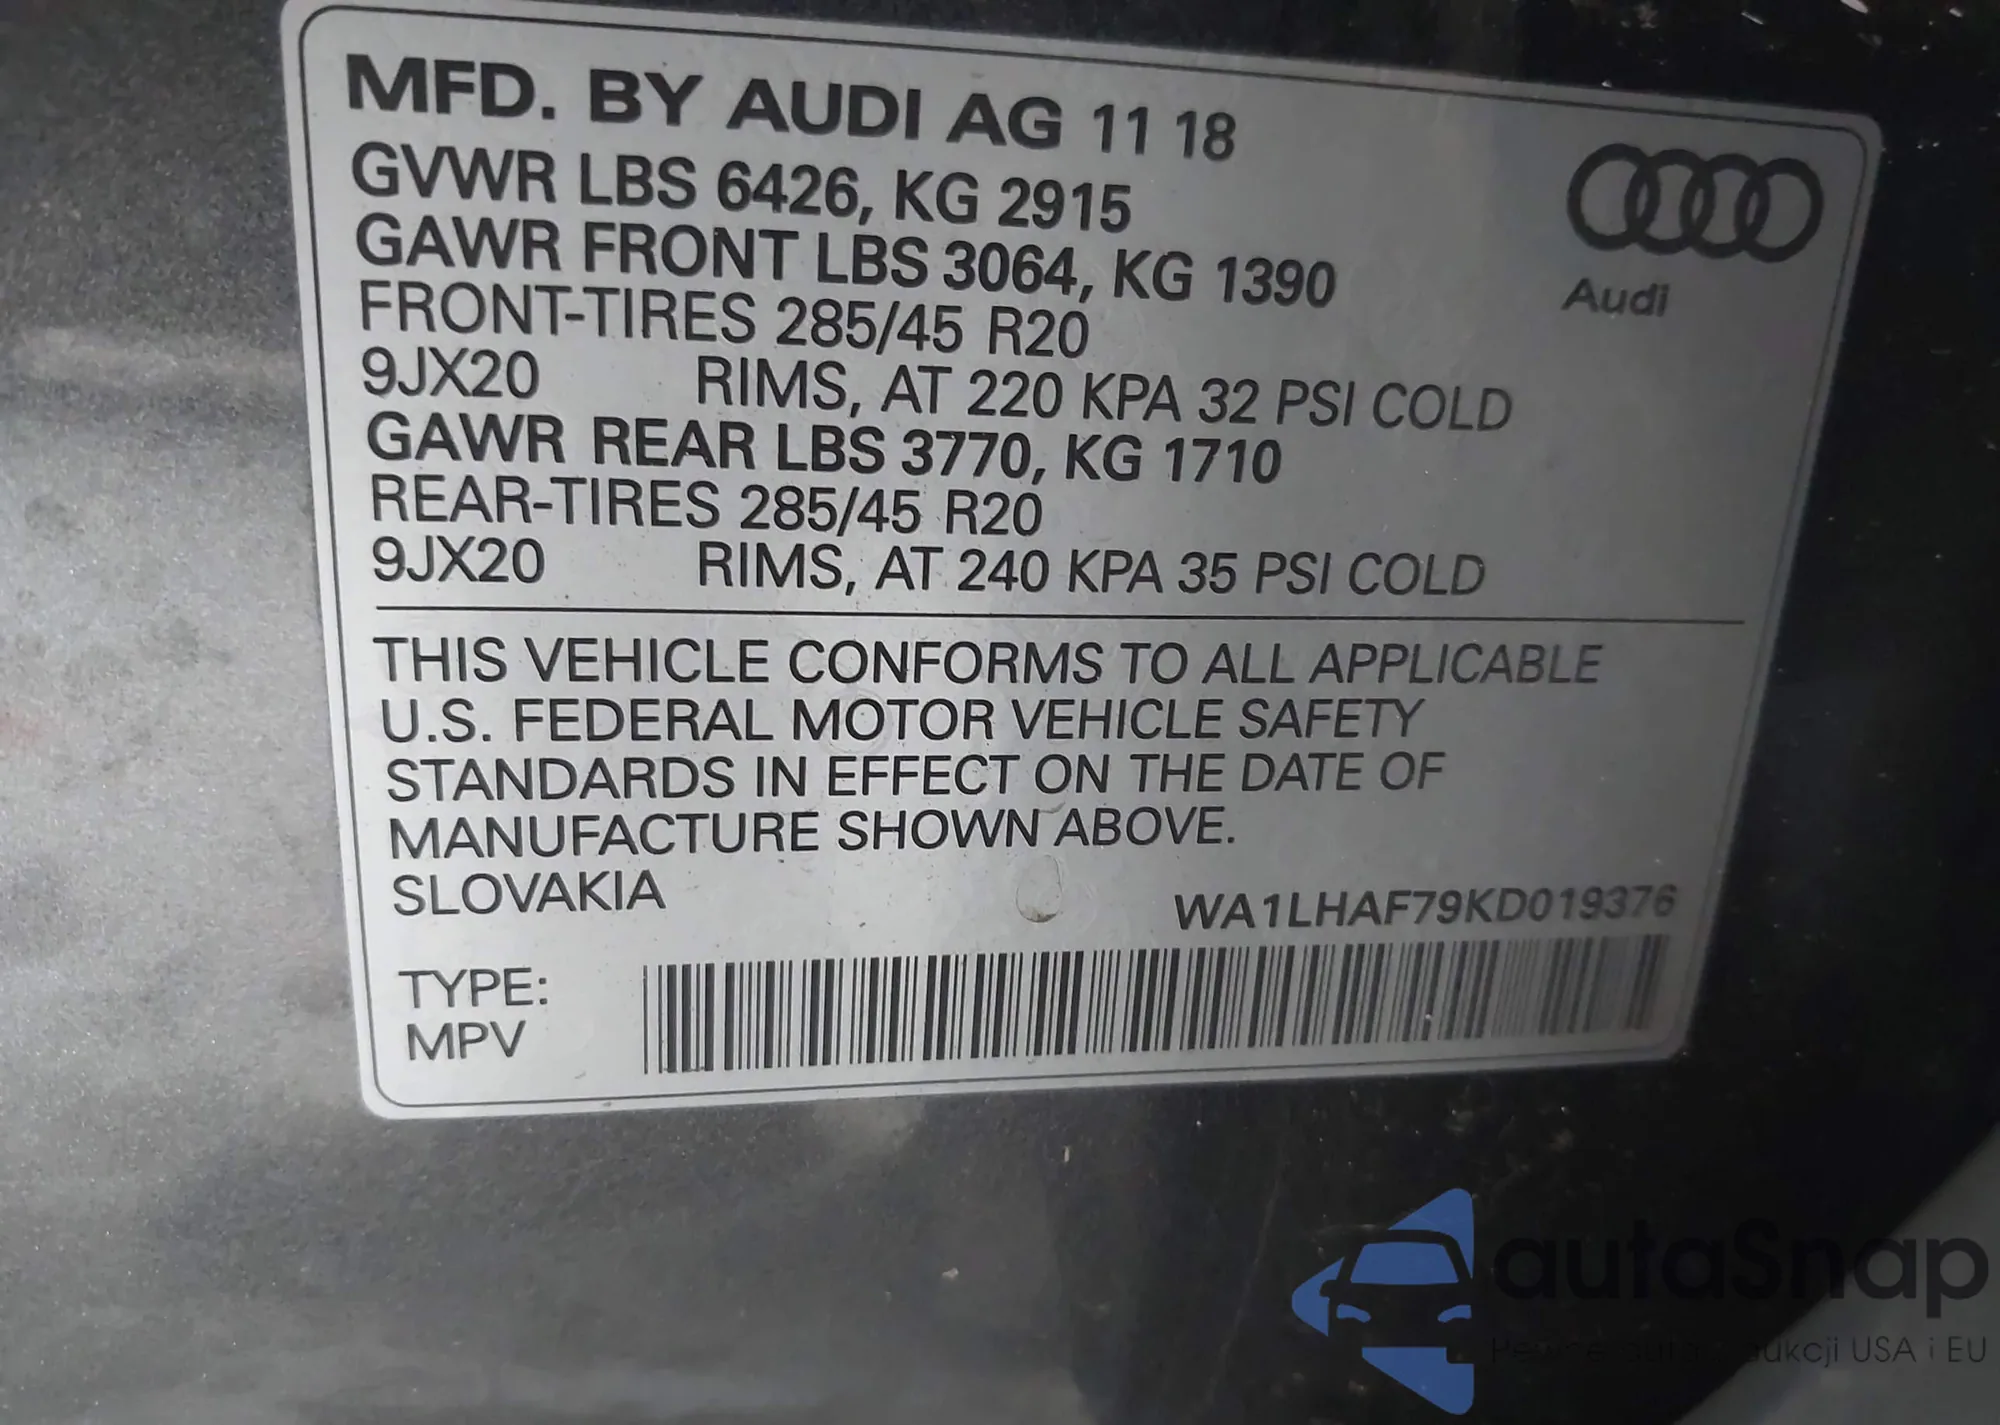 MFD. BY AUDI AG 11 18
GVWR LBS 6426, KG 2915
GAWR FRONT LBS 3064, KG 1390
FRONT-TIRES 285/45 R20
9JX20 RIMS, AT 220 KPA 32 PSI COLD
GAWR REAR LBS 3770, KG 1710
REAR-TIRES 285/45 R20
9JX20 RIMS, AT 240 KPA 35 PSI COLD
Audi
THIS VEHICLE CONFORMS TO ALL APPLICABLE
U.S. FEDERAL MOTOR VEHICLE SAFETY
STANDARDS IN EFFECT ON THE DATE OF
MANUFACTURE SHOWN ABOVE.
SLOVAKIA
WA1LHAF79KD019376
TYPE:
MPV
autaSnap
USA i EU